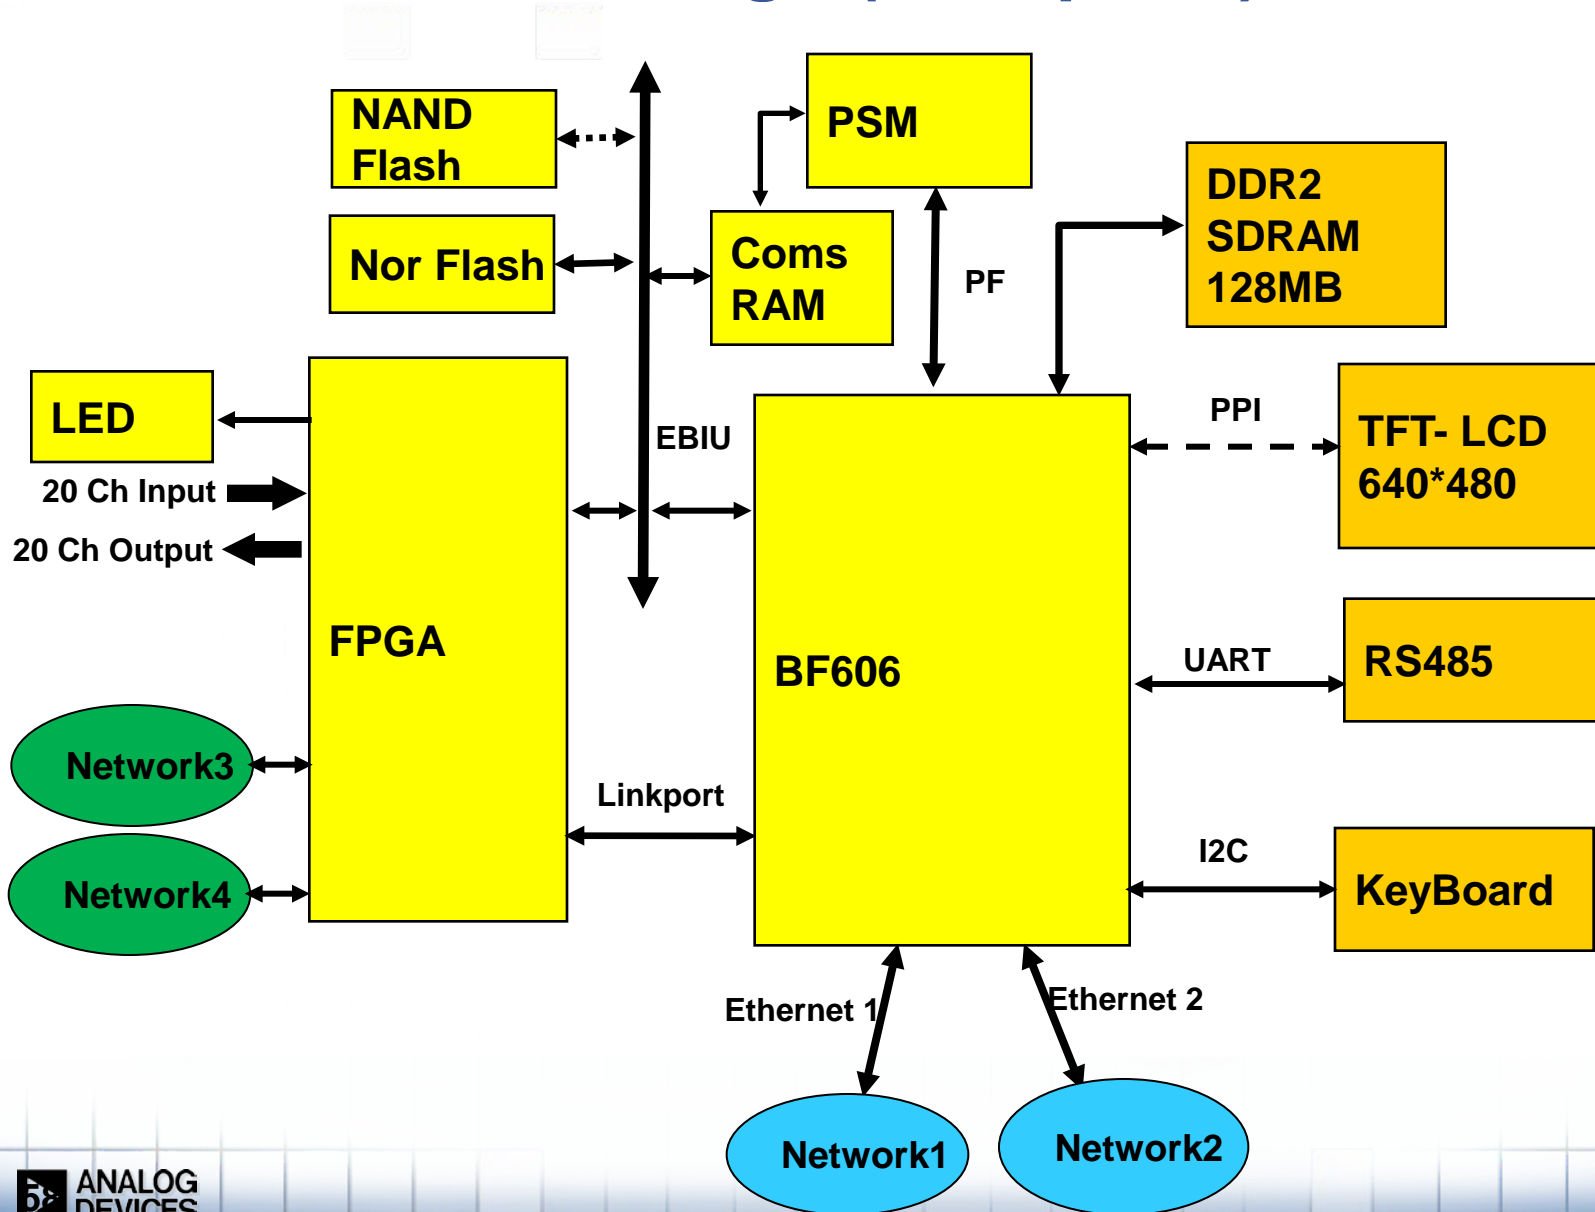 NAND
Flash
PSM
DDR2
SDRAM
128MB
Nor Flash
Coms
RAM
PF
LED
EBIU
PPI
TFT- LCD
640*480
20 Ch Input
20 Ch Output
FPGA
BF606
UART
RS485
Network3
Linkport
I2C
Network4
KeyBoard
Ethernet 1
Ethernet 2
Network1
Network2
58
ANALOG
DEVICES